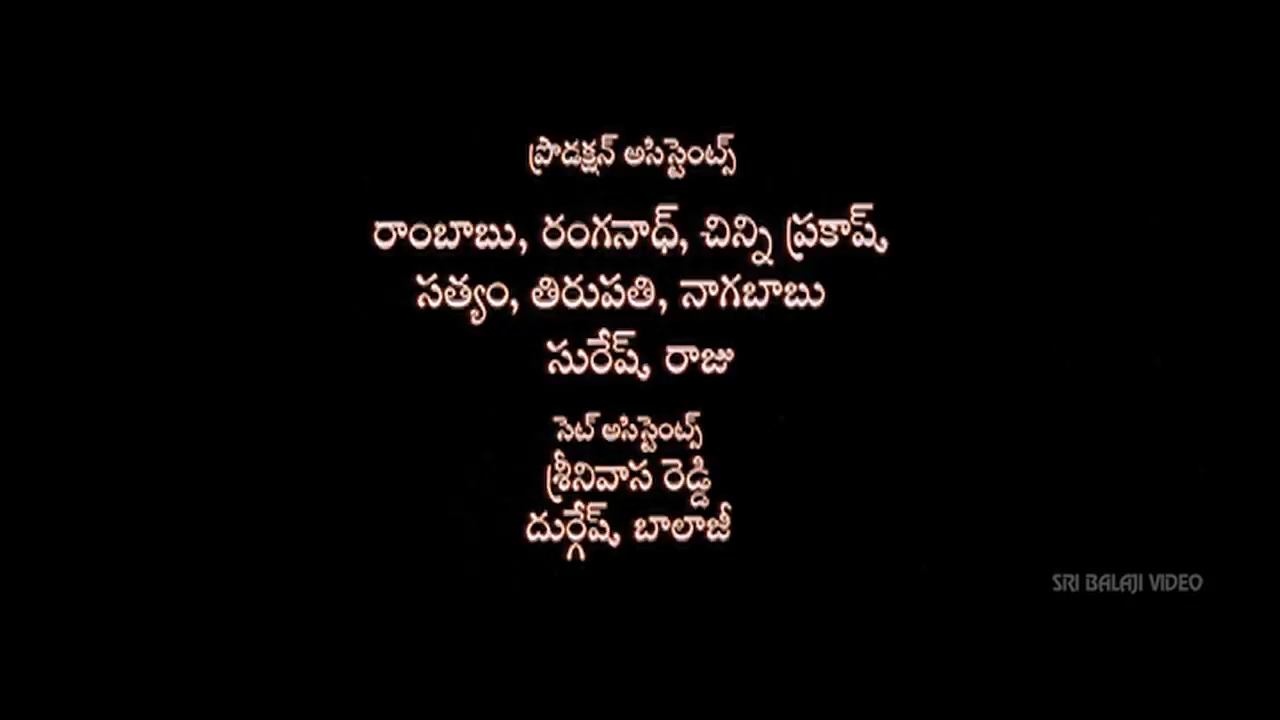 ప్రొడక్షన్ అసిస్టెంట్స్
రాంబాబు, రంగనాధ్, చిన్ని ప్రకాష్,
సత్యం, తిరుపతి, నాగబాబు
సురేష్, రాజు
సెట్ అసిస్టెంట్స్
శ్రీనివాస రెడ్డి
దుర్గేష్, బాలాజీ
SRI BALAJI VIDEO